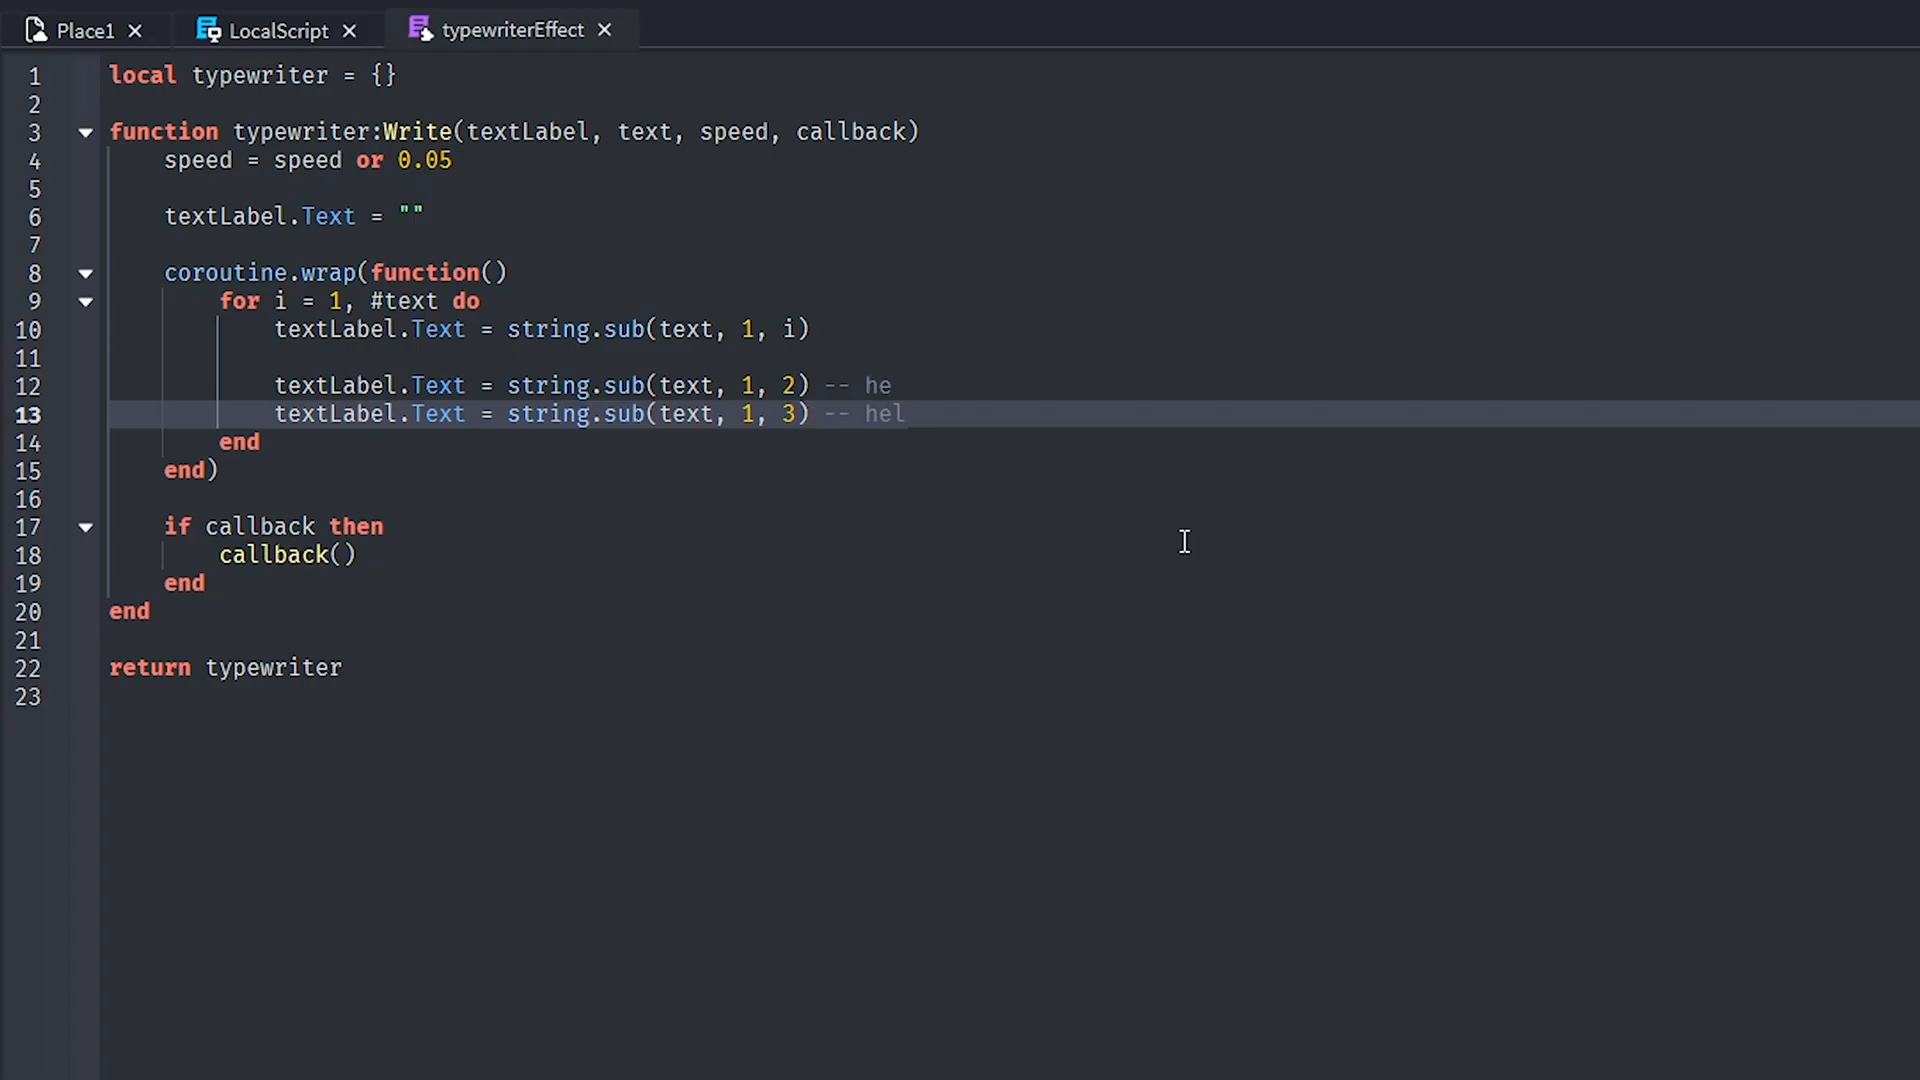 Place1 LocalScript typewriterEffect
1 local typewriter = {}
2
3 function typewriter:Write(textLabel, text, speed, callback)
4 speed = speed or 0.05
5
6 textLabel.Text = ""
7
8 coroutine.wrap(function()
9 for i = 1, #text do
10 textLabel.Text = string.sub(text, 1, i)
11
12 textLabel.Text = string.sub(text, 1, 2) -- he
13 textLabel.Text = string.sub(text, 1, 3) -- hel
14 end
15 end)
16
17 if callback then
18 callback()
19 end
20 end
21
22 return typewriter
23